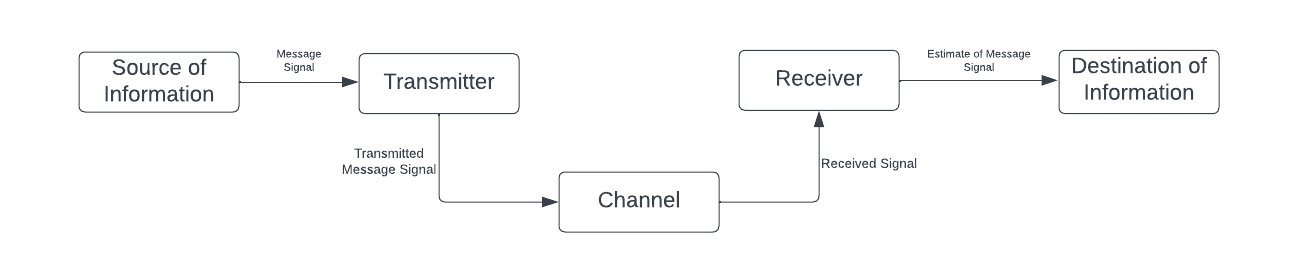 Source of
Information
Message
Signal
Transmitter
Transmitted
Message Signal
Channel
Received Signal
Receiver
Estimate of Message
Signal
Destination of
Information